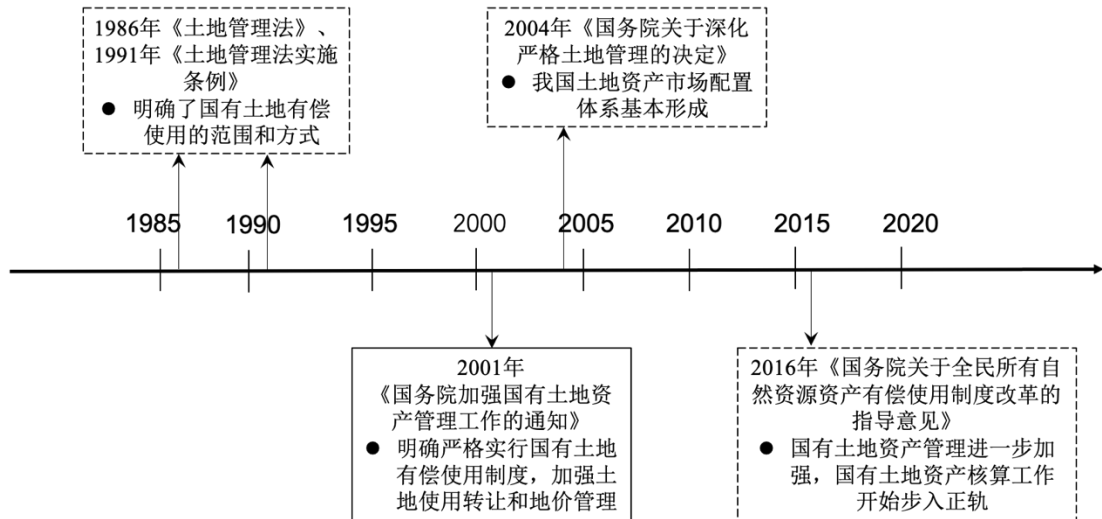 1986年《土地管理法》、
1991年《土地管理法实施
条例》
● 明确了国有土地有偿
使用的范围和方式
2004年《国务院关于深化
严格土地管理的决定》
● 我国土地资产市场配置
体系基本形成
1985 1990 1995 2000 2005 2010 2015 2020
2001年
《国务院加强国有土地资
产管理工作的通知》
● 明确严格实行国有土地
有偿使用制度，加强土
地使用转让和地价管理
2016年《国务院关于全民所有自
然资源资产有偿使用制度改革的
指导意见》
● 国有土地资产管理进一步加
强，国有土地资产核算工作
开始步入正轨